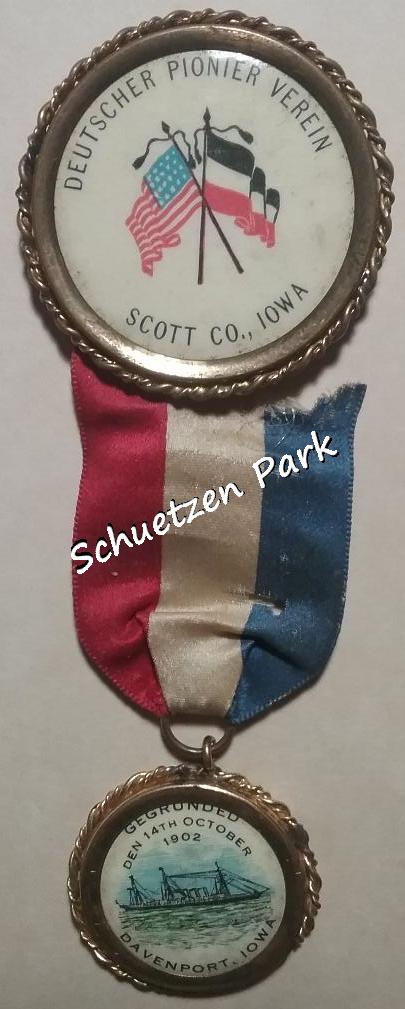 DEUTSCHER PIONIER VEREIN
SCOTT CO., IOWA
Schuetzen Park
GEGRUNDED
DEN 14TH OCTOBER
1902
DAVENPORT, IOWA